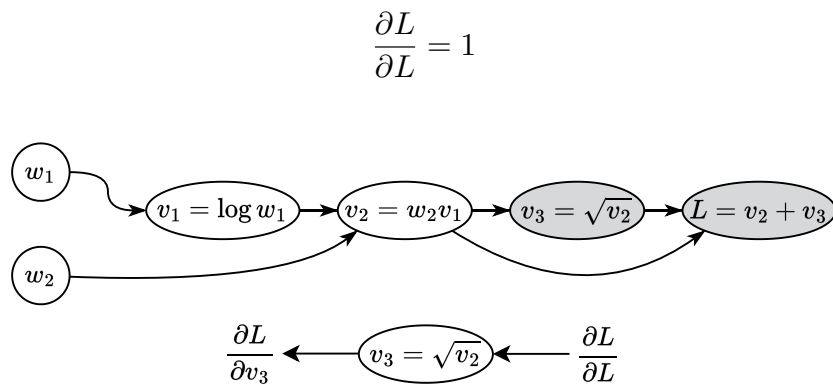 ∂L/∂L = 1
w₁
v₁ = log w₁
v₂ = w₂v₁
v₃ = √v₂
L = v₂ + v₃
w₂
∂L/∂v₃
v₃ = √v₂
∂L/∂L